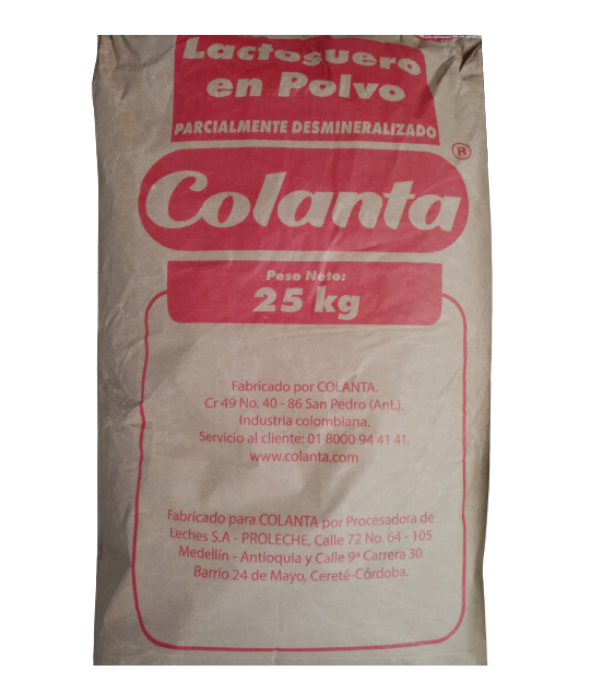 Lactosuero
en Polvo
PARCIALMENTE DESMINERALIZADO
®
Colanta
Peso Neto:
25 kg
Fabricado por COLANTA.
Cr 49 No. 40 - 86 San Pedro (Ant.).
Industria colombiana.
Servicio al cliente: 01 8000 94 41 41.
www.colanta.com
Fabricado para COLANTA por Procesadora de
Leches S.A - PROLECHE, Calle 72 No. 64 - 105
Medellín - Antioquia y Calle 9ª Carrera 30
Barrio 24 de Mayo, Cereté-Córdoba.